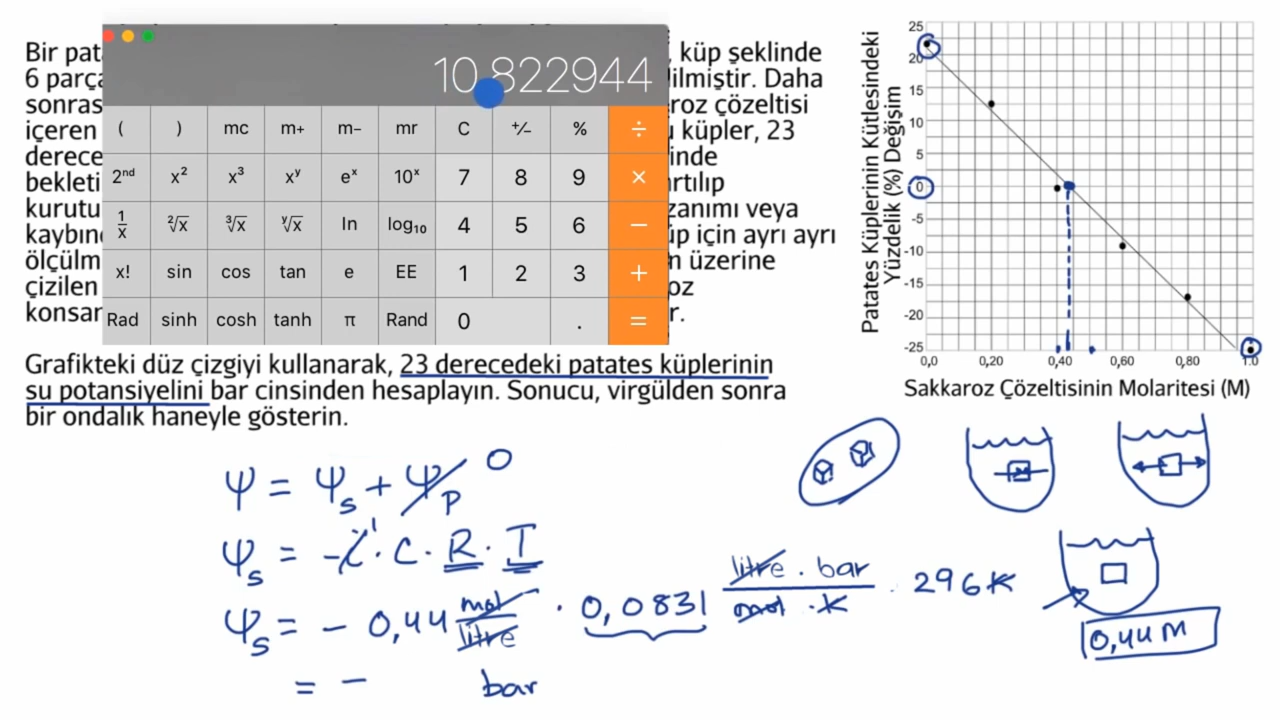 Bir pat
, küp şeklinde
6 parça
ilmiştir. Daha
sonras
roz çözeltisi
içeren
u küpler, 23
derece
inde
bekleti
rtılıp
kurutu
zanımı veya
kaybın
üp için ayrı ayrı
ölçülm
n üzerine
çizilen
oz
konsan
r.
10.822944
( ) mc m+ m- mr C +/- % ÷
2nd x² x³ xʸ eˣ 10ˣ 7 8 9 ×
1/x ²√x ³√x ʸ√x ln log₁₀ 4 5 6 −
x! sin cos tan e EE 1 2 3 +
Rad sinh cosh tanh π Rand 0 . =
Grafikteki düz çizgiyi kullanarak, 23 derecedeki patates küplerinin
su potansiyelini bar cinsinden hesaplayın. Sonucu, virgülden sonra
bir ondalık haneyle gösterin.
Patates Küplerinin Kütlesindeki
Yüzdelik (%) Değişim
25
20
15
10
5
0
-5
-10
-15
-20
-25
0,0 0,20 0,40 0,60 0,80 1.0
Sakkaroz Çözeltisinin Molaritesi (M)
Ψ = Ψs + Ψp 0
Ψs = -i¹ . C . R . T
Ψs = - 0,44 mol/litre . 0,0831 litre . bar/mol . K . 296 K
= - bar
0,44 M